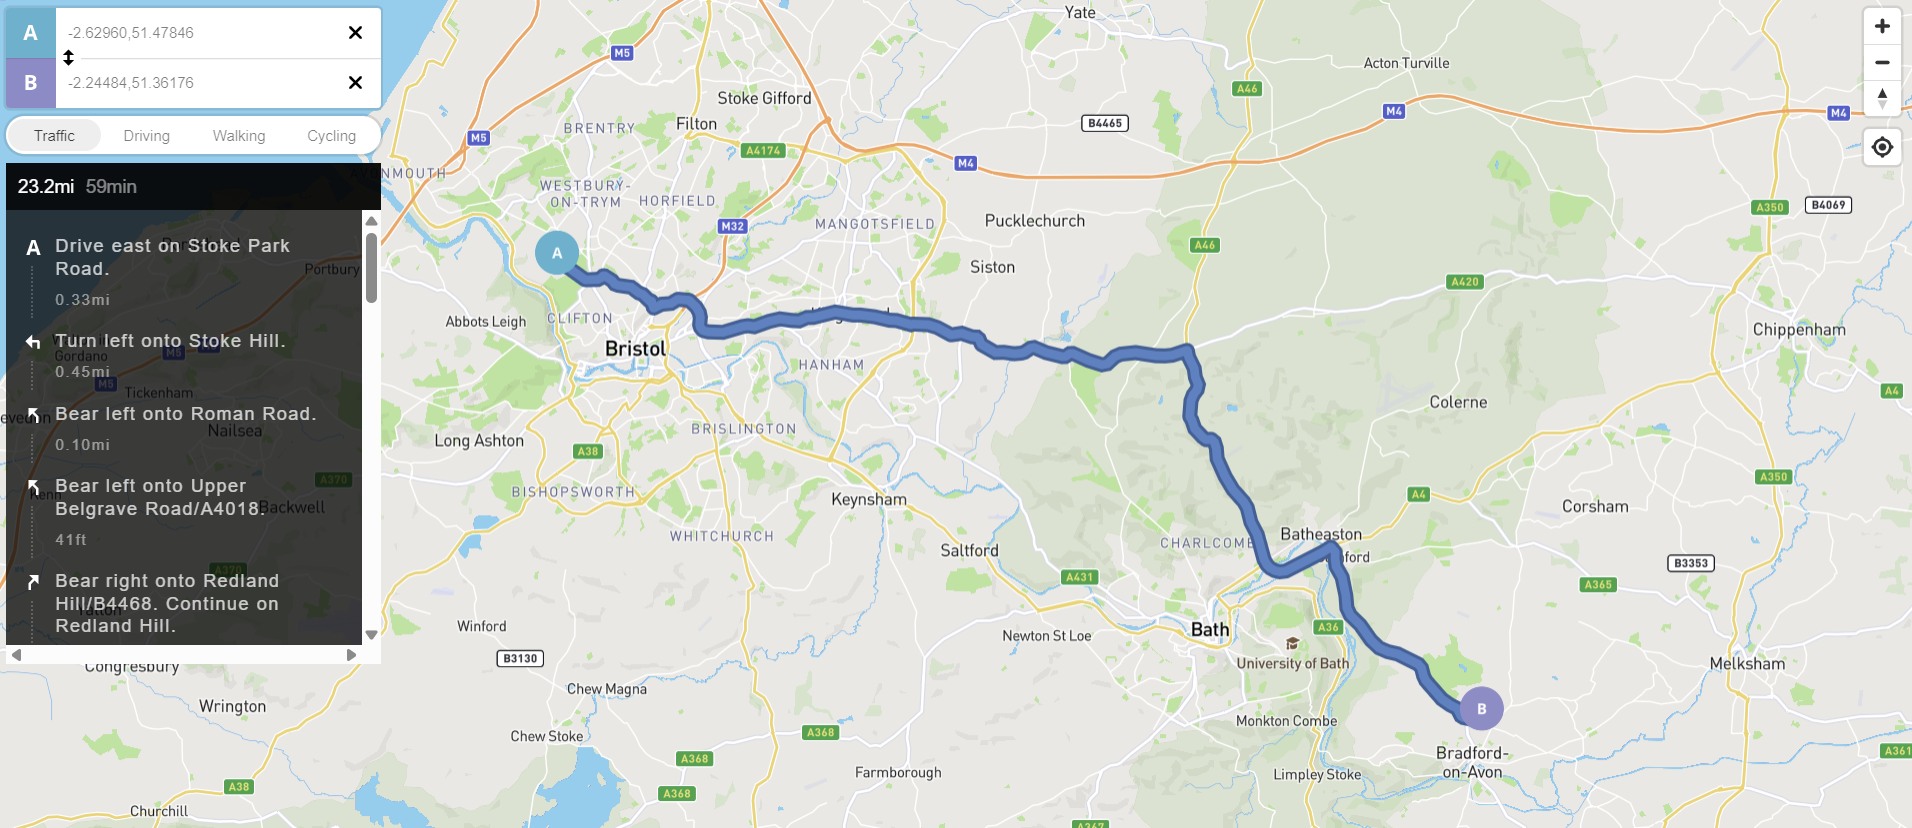 A
-2.62960,51.47846
B
-2.24484,51.36176
Traffic
Driving
Walking
Cycling
23.2mi 59min
A
Drive east on Stoke Park
Road.
0.33mi
Turn left onto Stoke Hill.
0.45mi
Bear left onto Roman Road.
0.10mi
Bear left onto Upper
Belgrave Road/A4018.
41ft
Bear right onto Redland
Hill/B4468. Continue on
Redland Hill.
Portbury
Gordano
M5
M5
Tickenham
Nailsea
A370
Backwell
A370
Congresbury
Wrington
A38
Churchill
Yate
Acton Turville
M5
A46
Stoke Gifford
M4
M4
BRENTRY
Filton
B4465
M5
A4174
M4
WESTBURY-
ON-TRYM
HORFIELD
A350
B4069
M32
MANGOTSFIELD
Pucklechurch
A46
A
Siston
A420
Abbots Leigh
CLIFTON
Chippenham
Bristol
HANHAM
A4
Colerne
Long Ashton
BRISLINGTON
A38
A350
BISHOPSWORTH
Keynsham
A4
Corsham
WHITCHURCH
Saltford
CHARLCOMBE
Batheaston
A431
A365
B3353
Winford
Newton St Loe
Bath
A36
B3130
University of Bath
Melksham
Chew Magna
B
Monkton Combe
Chew Stoke
A368
Bradford-
on-Avon
A361
A368
Farmborough
Limpley Stoke
A368
A367